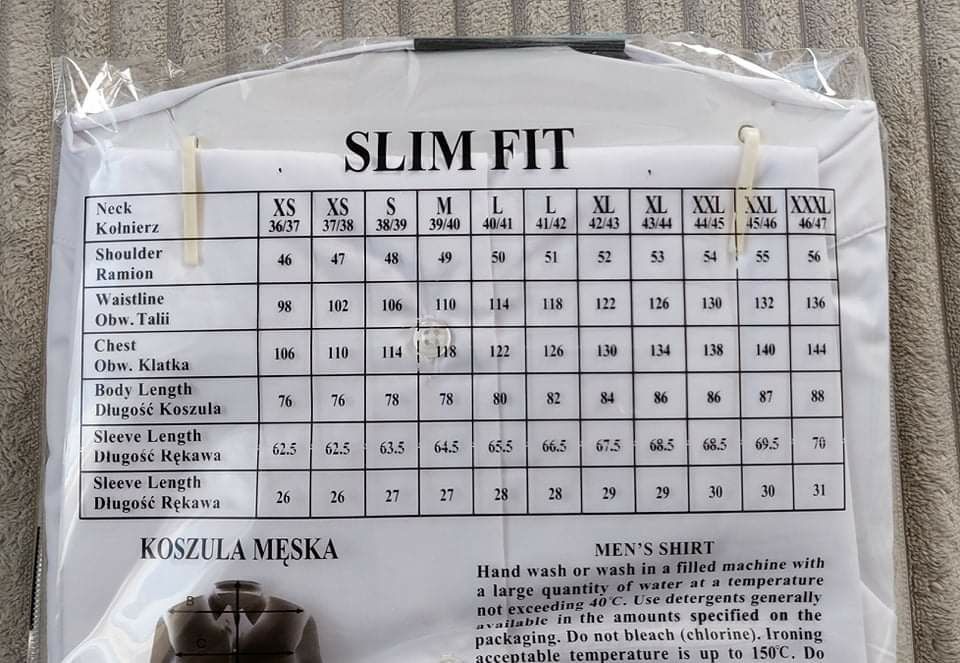 SLIM FIT
Neck XS XS S M L L XL XL XXL XXL XXXL
Kołnierz 36/37 37/38 38/39 39/40 40/41 41/42 42/43 43/44 44/45 45/46 46/47
Shoulder
Ramion 46 47 48 49 50 51 52 53 54 55 56
Waistline
Obw. Talii 98 102 106 110 114 118 122 126 130 132 136
Chest
Obw. Klatka 106 110 114 118 122 126 130 134 138 140 144
Body Length
Długość Koszula 76 76 78 78 80 82 84 86 86 87 88
Sleeve Length
Długość Rękawa 62.5 62.5 63.5 64.5 65.5 66.5 67.5 68.5 68.5 69.5 70
Sleeve Length
Długość Rękawa 26 26 27 27 28 28 29 29 30 30 31
KOSZULA MĘSKA
B
C
MEN'S SHIRT
Hand wash or wash in a filled machine with
a large quantity of water at a temperature
not exceeding 40°C. Use detergents generally
available in the amounts specified on the
packaging. Do not bleach (chlorine). Ironing
acceptable temperature is up to 150°C. Do